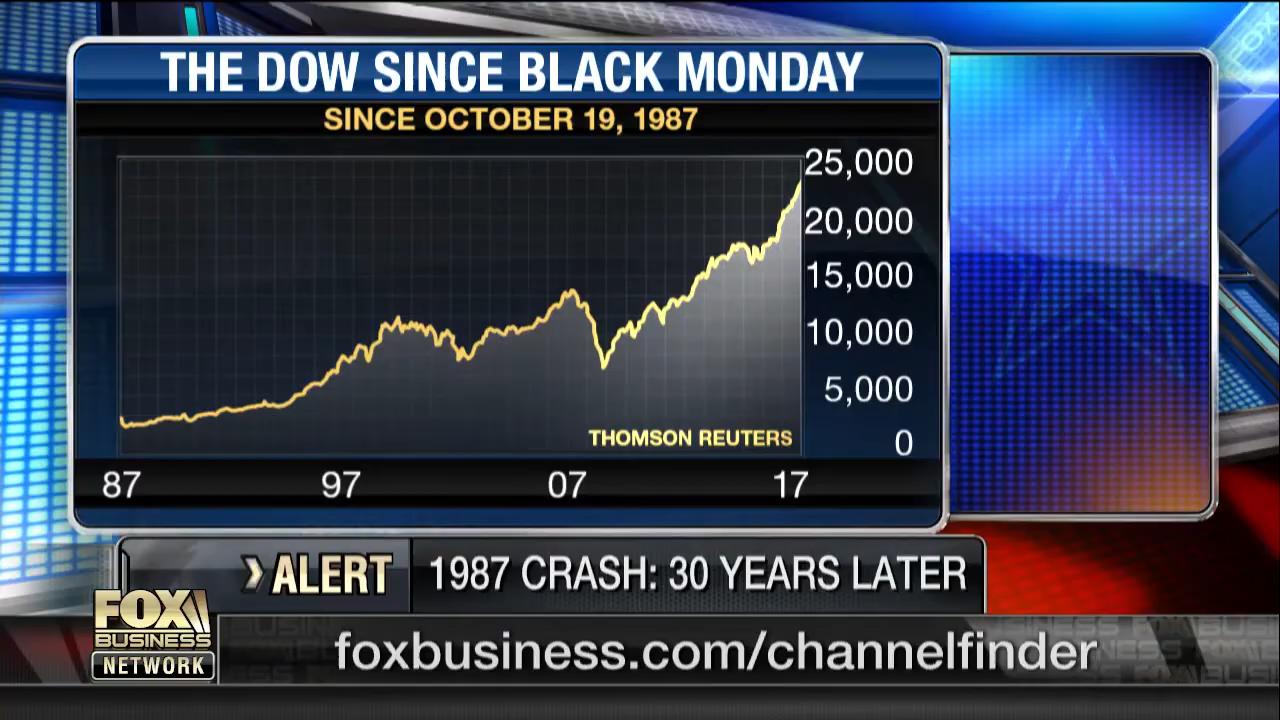 THE DOW SINCE BLACK MONDAY
SINCE OCTOBER 19, 1987
25,000
20,000
15,000
10,000
5,000
0
THOMSON REUTERS
87 97 07 17
ALERT
1987 CRASH: 30 YEARS LATER
FOX
BUSINESS
NETWORK
foxbusiness.com/channelfinder